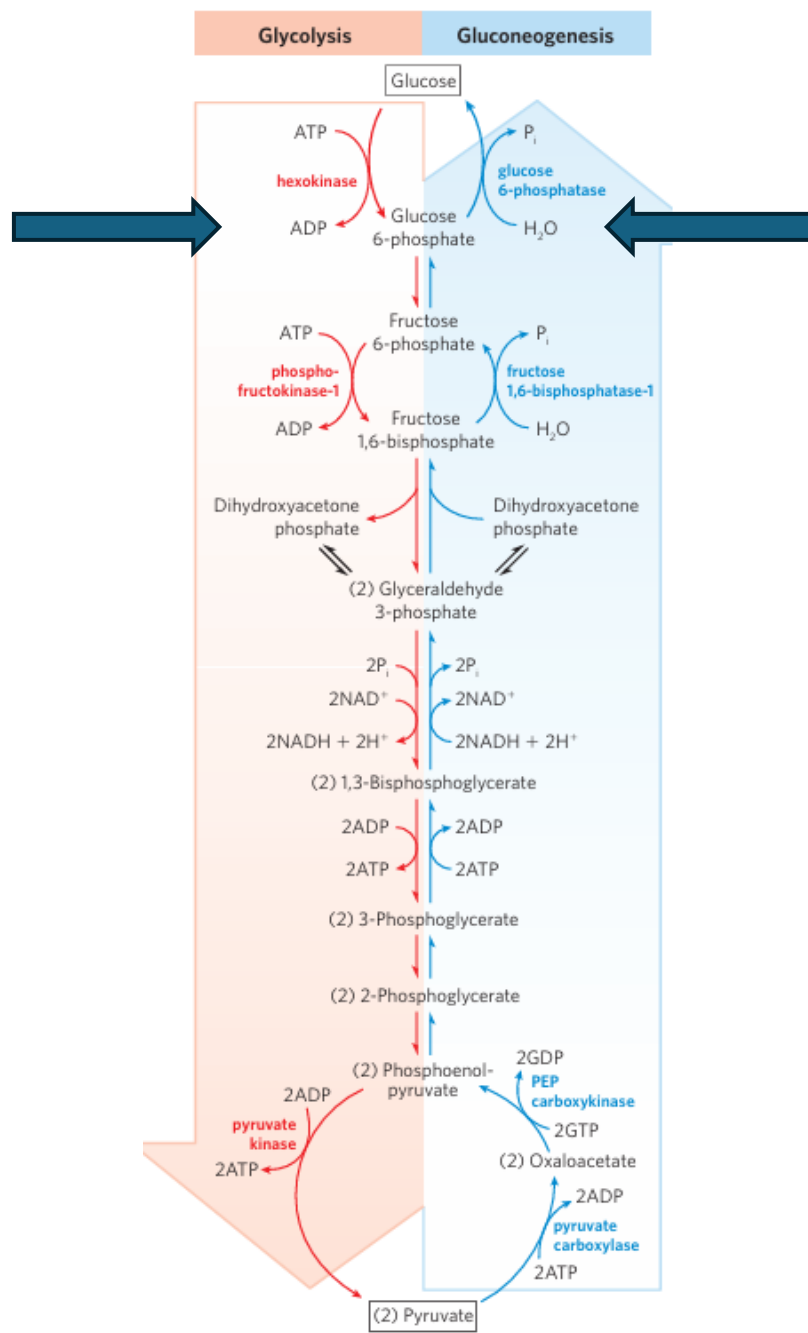 Glycolysis Gluconeogenesis
Glucose
ATP Pᵢ
hexokinase glucose
6-phosphatase
ADP Glucose H₂O
6-phosphate
Fructose
ATP 6-phosphate Pᵢ
phospho- fructose
fructokinase-1 1,6-bisphosphatase-1
ADP Fructose H₂O
1,6-bisphosphate
Dihydroxyacetone Dihydroxyacetone
phosphate phosphate
(2) Glyceraldehyde
3-phosphate
2Pᵢ 2Pᵢ
2NAD⁺ 2NAD⁺
2NADH + 2H⁺ 2NADH + 2H⁺
(2) 1,3-Bisphosphoglycerate
2ADP 2ADP
2ATP 2ATP
(2) 3-Phosphoglycerate
(2) 2-Phosphoglycerate
2GDP
(2) Phosphoenol- PEP
pyruvate carboxykinase
2ADP
pyruvate 2GTP
kinase
2ATP (2) Oxaloacetate
2ADP
pyruvate
carboxylase
2ATP
(2) Pyruvate